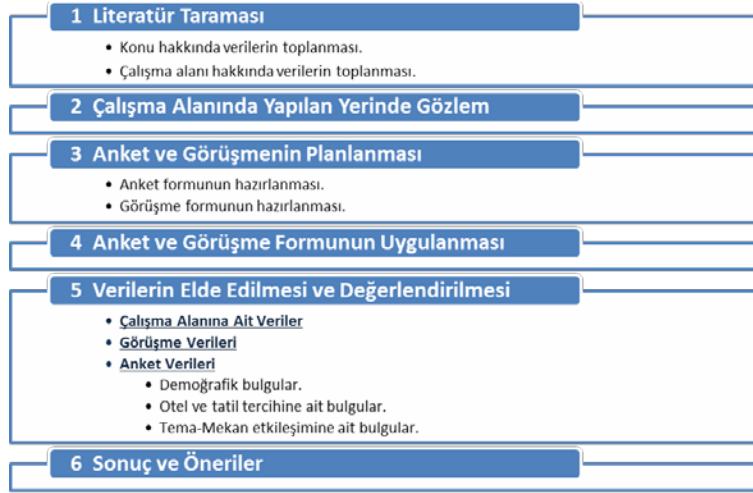 1 Literatür Taraması
• Konu hakkında verilerin toplanması.
• Çalışma alanı hakkında verilerin toplanması.
2 Çalışma Alanında Yapılan Yerinde Gözlem
3 Anket ve Görüşmenin Planlanması
• Anket formunun hazırlanması.
• Görüşme formunun hazırlanması.
4 Anket ve Görüşme Formunun Uygulanması
5 Verilerin Elde Edilmesi ve Değerlendirilmesi
• Çalışma Alanına Ait Veriler
• Görüşme Verileri
• Anket Verileri
• Demoğrafik bulgular.
• Otel ve tatil tercihine ait bulgular.
• Tema-Mekan etkileşimine ait bulgular.
6 Sonuç ve Öneriler